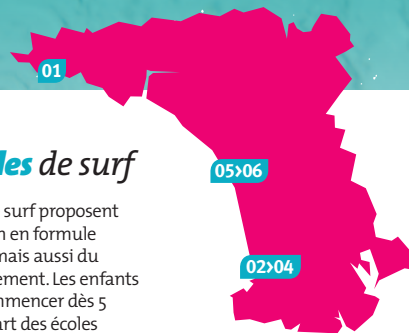 01
les de surf
surf proposent
n en formule
mais aussi du
ement. Les enfants
mmencer dès 5
art des écoles
05>06
02>04